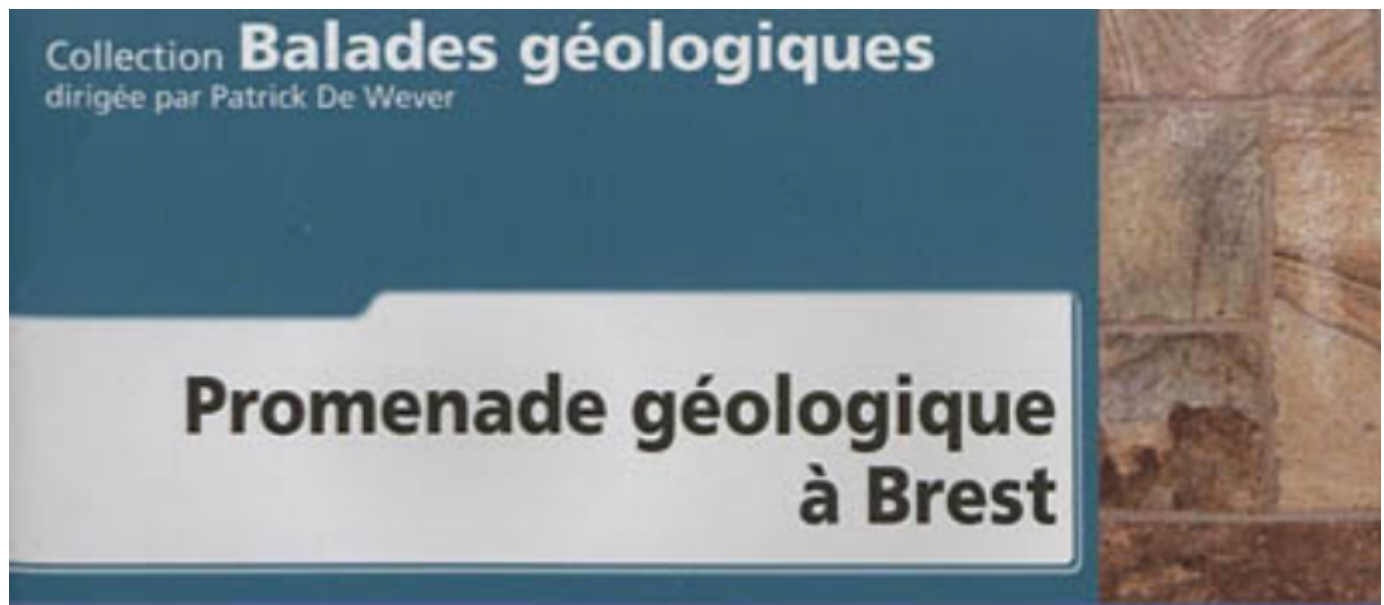 Collection Balades géologiques
dirigée par Patrick De Wever
Promenade géologique
à Brest